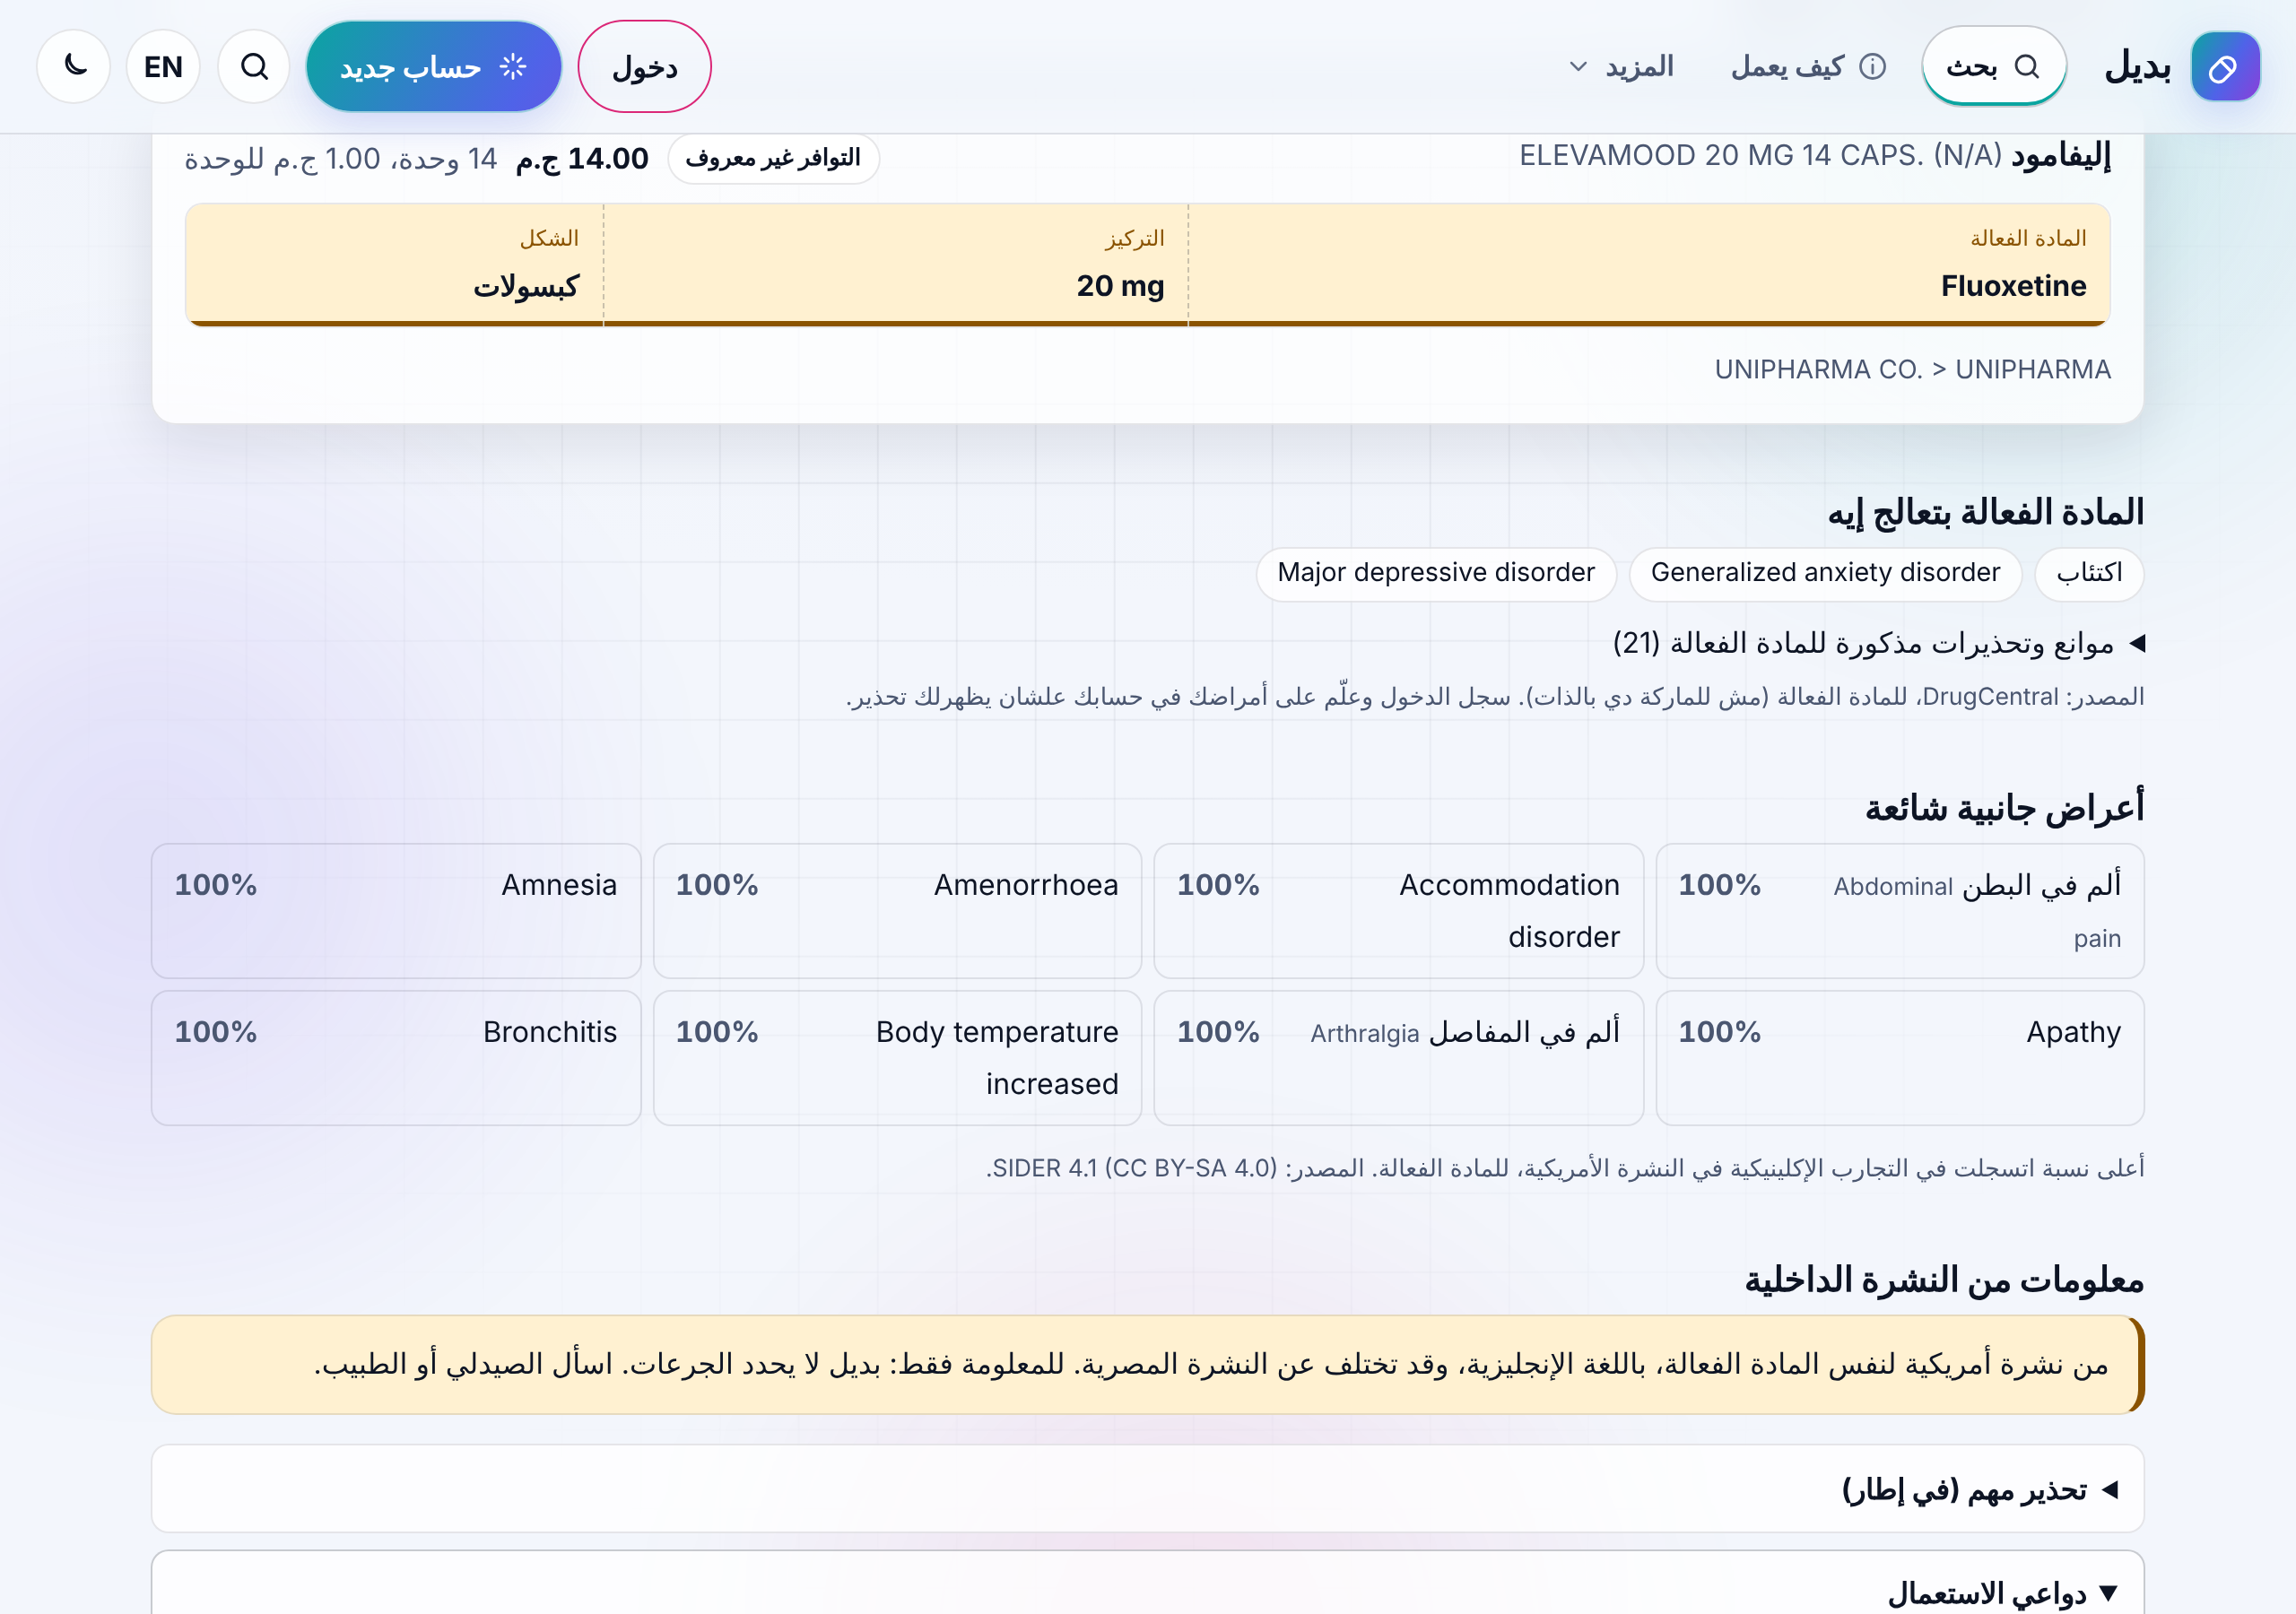 بديل
بحث
كيف يعمل
المزيد
دخول
حساب جديد
EN
إليفامود ELEVAMOOD 20 MG 14 CAPS. (N/A)
التوافر غير معروف
14.00 ج.م
14 وحدة، 1.00 ج.م للوحدة
المادة الفعالة
Fluoxetine
التركيز
20 mg
الشكل
كبسولات
UNIPHARMA CO. > UNIPHARMA
المادة الفعالة بتعالج إيه
اكتئاب
Generalized anxiety disorder
Major depressive disorder
موانع وتحذيرات مذكورة للمادة الفعالة (21)
المصدر: DrugCentral، للمادة الفعالة (مش للماركة دي بالذات). سجل الدخول وعلّم على أمراضك في حسابك علشان يظهرلك تحذير.
أعراض جانبية شائعة
ألم في البطن Abdominal
pain
100%
Accommodation
disorder
100%
Amenorrhoea
100%
Amnesia
100%
Apathy
100%
ألم في المفاصل Arthralgia
100%
Body temperature
increased
100%
Bronchitis
100%
أعلى نسبة اتسجلت في التجارب الإكلينيكية في النشرة الأمريكية، للمادة الفعالة. المصدر: SIDER 4.1 (CC BY-SA 4.0).
معلومات من النشرة الداخلية
من نشرة أمريكية لنفس المادة الفعالة، باللغة الإنجليزية، وقد تختلف عن النشرة المصرية. للمعلومة فقط: بديل لا يحدد الجرعات. اسأل الصيدلي أو الطبيب.
تحذير مهم (في إطار)
دواعي الاستعمال